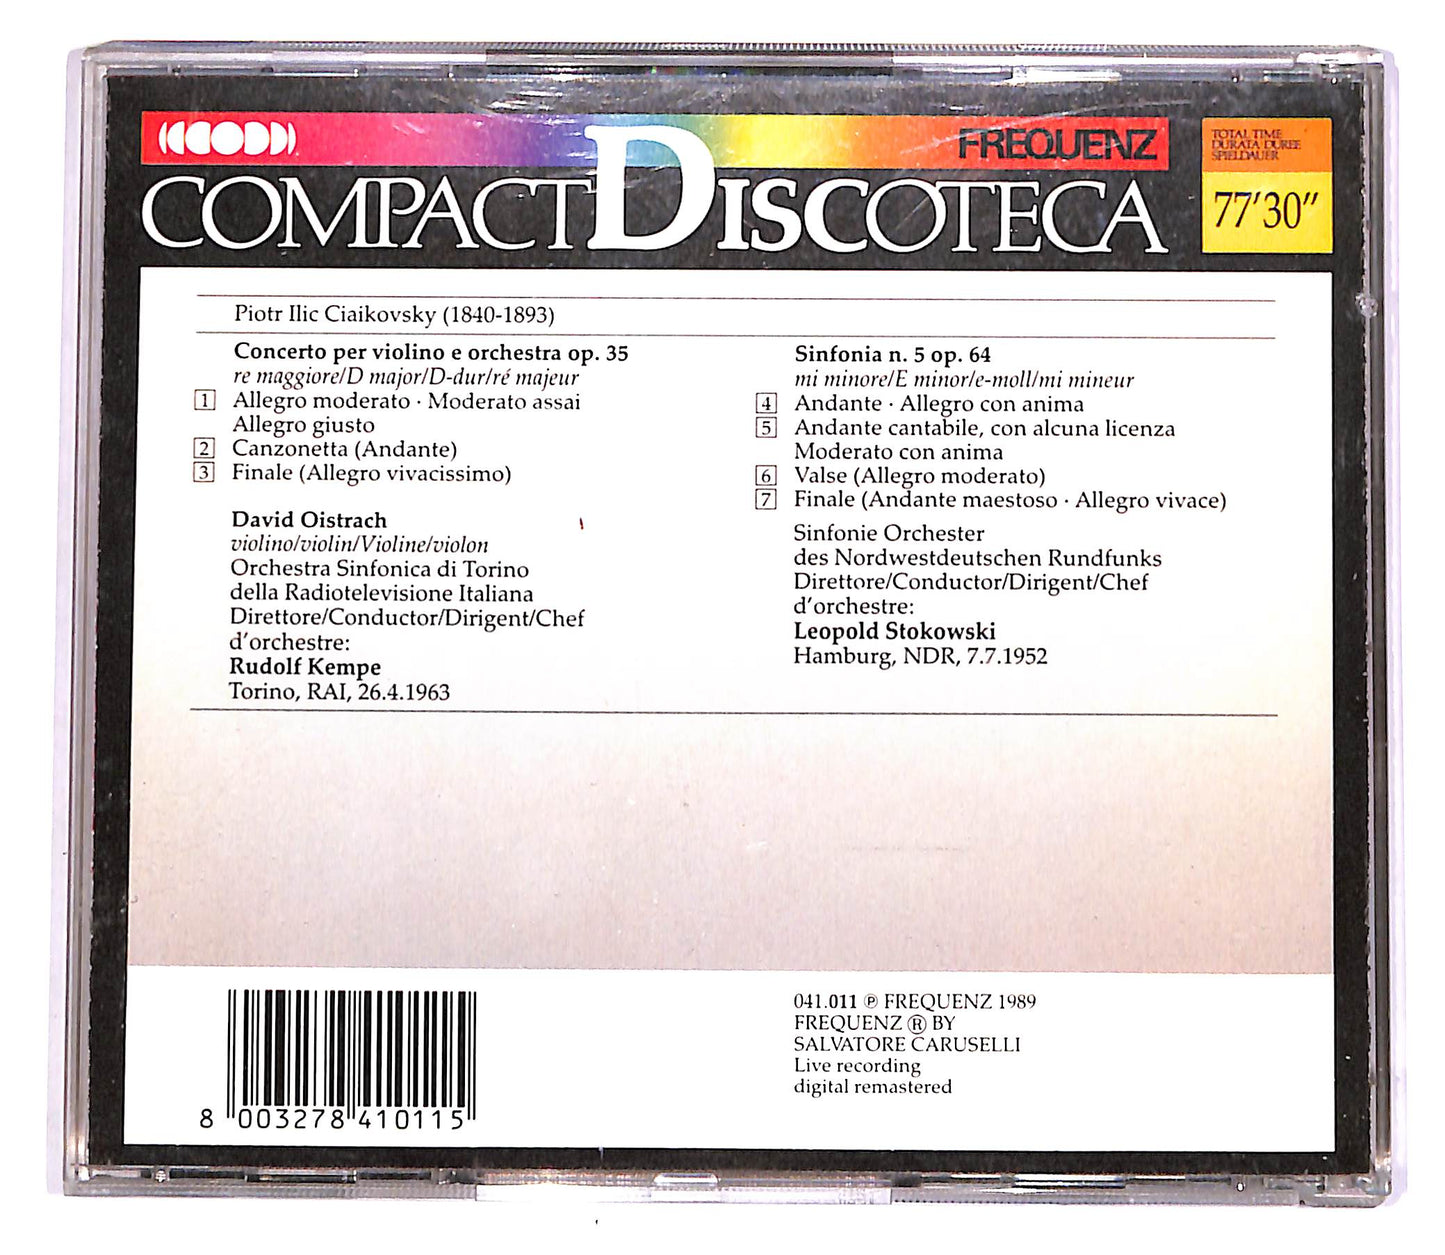 FREQUENZ
COMPACTDISCOTECA
TOTAL TIME
DURATA DUREE
SPIELDAUER
77'30"
Piotr Ilic Ciaikovsky (1840-1893)
Concerto per violino e orchestra op. 35
re maggiore/D major/D-dur/ré majeur
1 Allegro moderato · Moderato assai
Allegro giusto
2 Canzonetta (Andante)
3 Finale (Allegro vivacissimo)
David Oistrach
violino/violin/Violine/violon
Orchestra Sinfonica di Torino
della Radiotelevisione Italiana
Direttore/Conductor/Dirigent/Chef
d'orchestre:
Rudolf Kempe
Torino, RAI, 26.4.1963
Sinfonia n. 5 op. 64
mi minore/E minor/e-moll/mi mineur
4 Andante · Allegro con anima
5 Andante cantabile, con alcuna licenza
Moderato con anima
6 Valse (Allegro moderato)
7 Finale (Andante maestoso · Allegro vivace)
Sinfonie Orchester
des Nordwestdeutschen Rundfunks
Direttore/Conductor/Dirigent/Chef
d'orchestre:
Leopold Stokowski
Hamburg, NDR, 7.7.1952
8 003278 410115
041.011 ℗ FREQUENZ 1989
FREQUENZ ® BY
SALVATORE CARUSELLI
Live recording
digital remastered